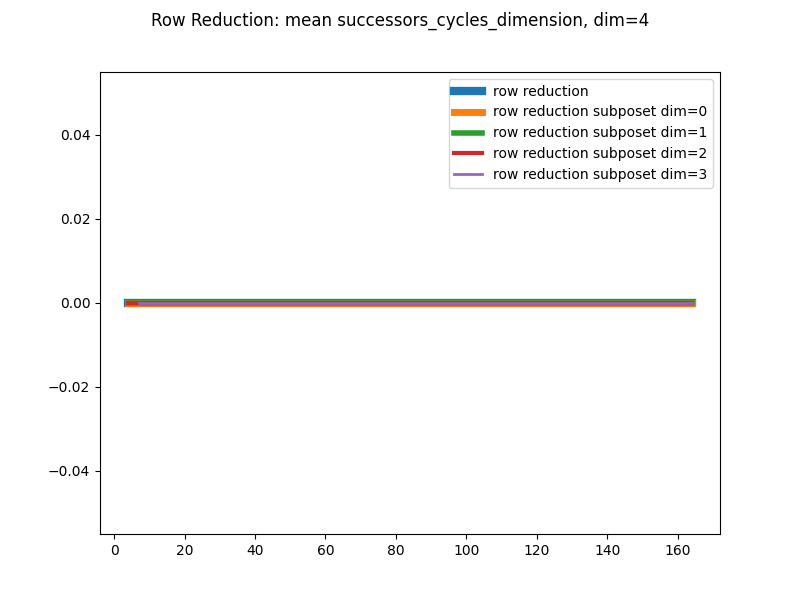 Row Reduction: mean successors_cycles_dimension, dim=4
row reduction
row reduction subposet dim=0
row reduction subposet dim=1
row reduction subposet dim=2
row reduction subposet dim=3
0.04
0.02
0.00
−0.02
−0.04
0 20 40 60 80 100 120 140 160